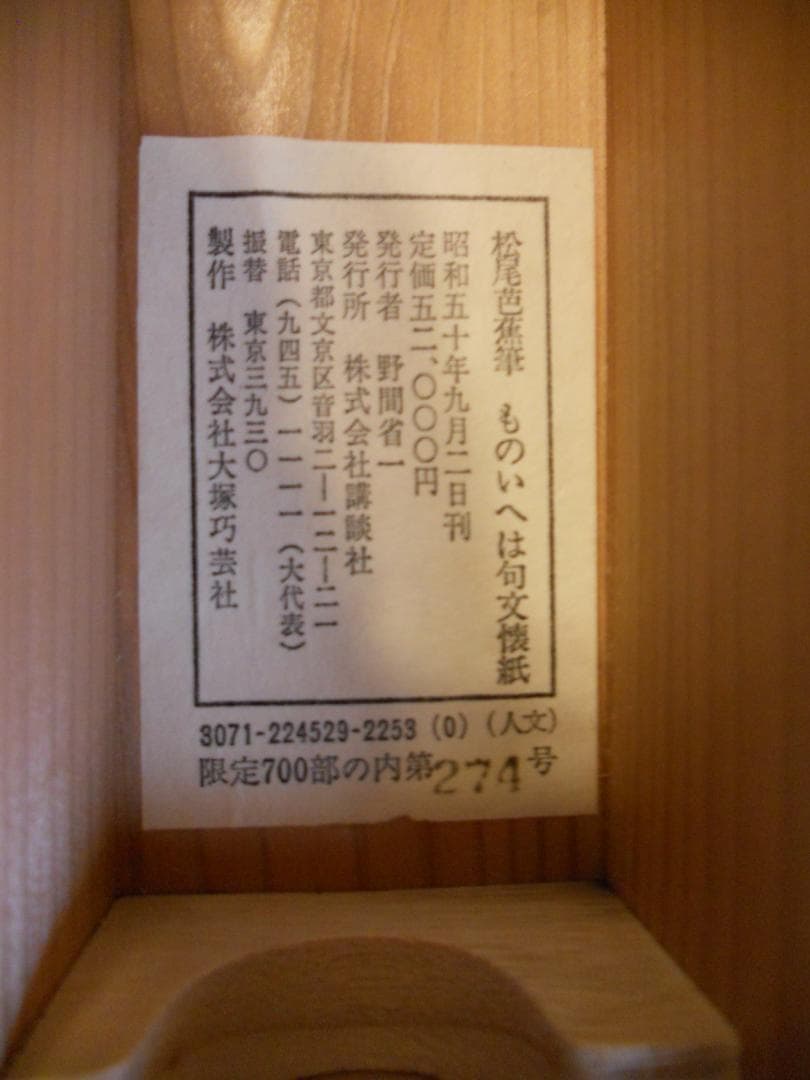 松尾芭蕉筆 ものいへは句文懐紙
昭和五十年九月二日刊
定価五二、〇〇〇円
発行者 野間省一
発行所 株式会社講談社
東京都文京区音羽二―一二―二一
電話(九四五)一一一一(大代表)
振替 東京三九三〇
製作 株式会社大塚巧芸社
3071-224529-2253(0)(人文)
限定700部の内第274号